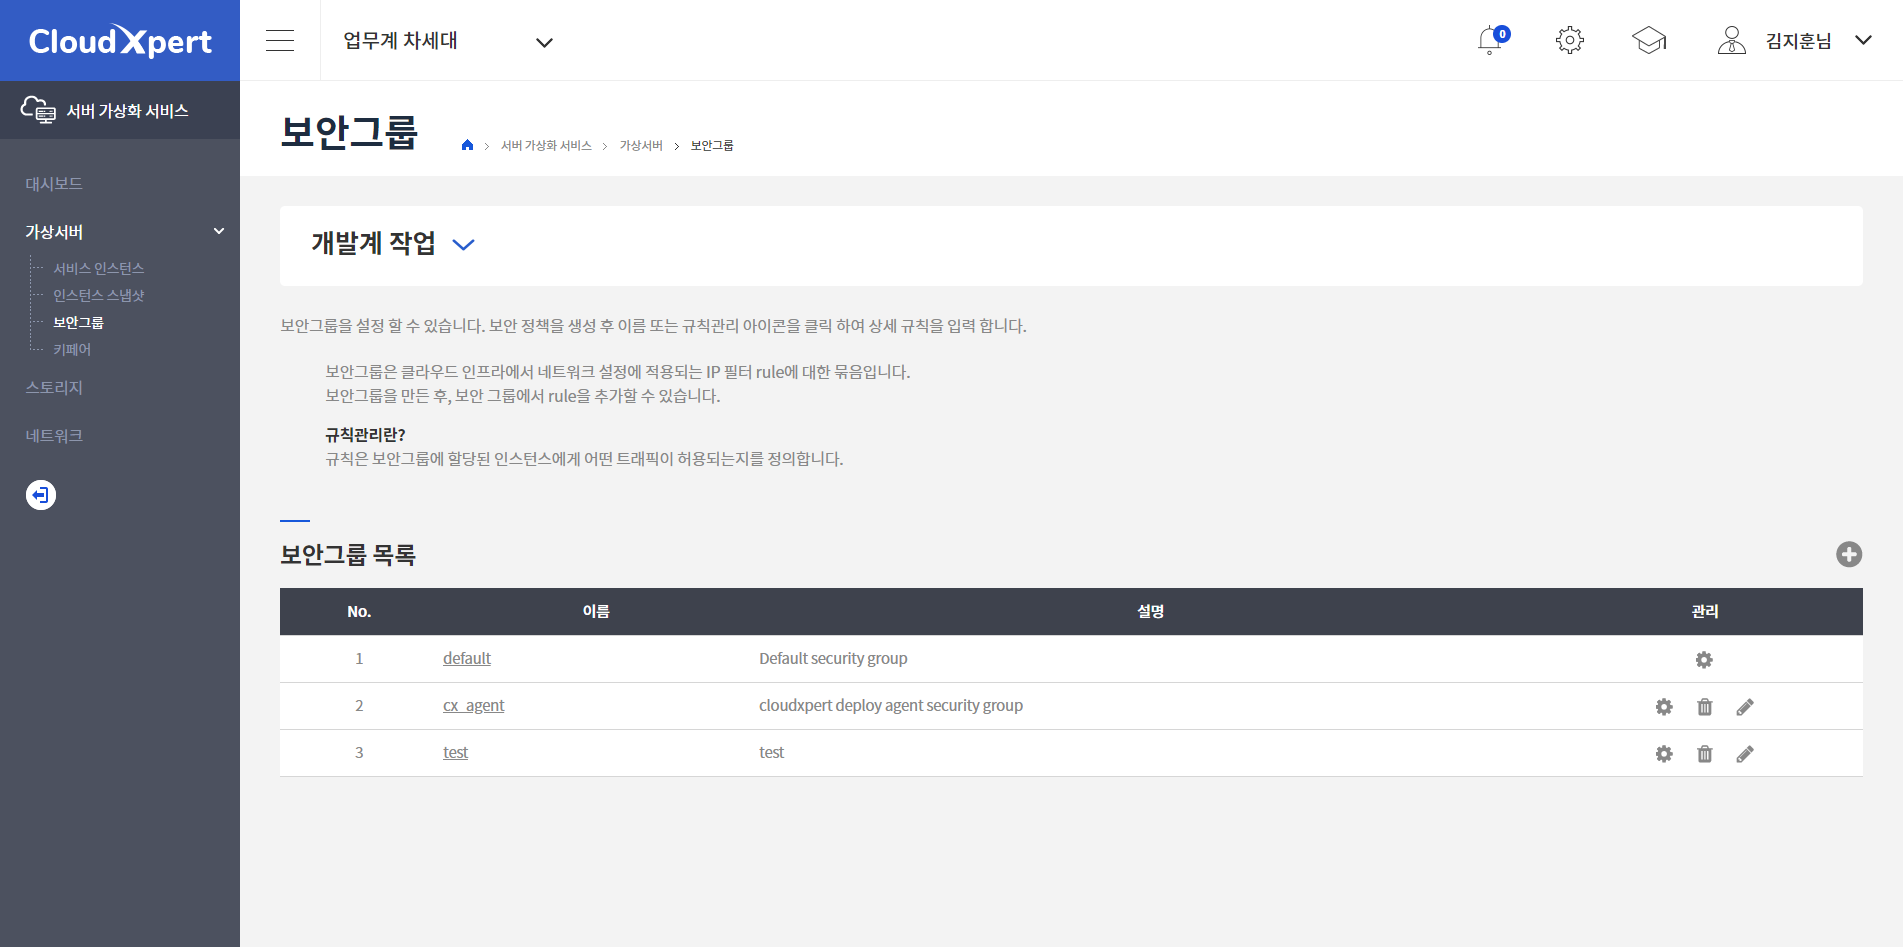 CloudXpert
업무계 차세대
0
김지훈님
서버 가상화 서비스
대시보드
가상서버
서비스 인스턴스
인스턴스 스냅샷
보안그룹
키페어
스토리지
네트워크
보안그룹
서버 가상화 서비스 > 가상서버 > 보안그룹
개발계 작업
보안그룹을 설정 할 수 있습니다. 보안 정책을 생성 후 이름 또는 규칙관리 아이콘을 클릭 하여 상세 규칙을 입력 합니다.
보안그룹은 클라우드 인프라에서 네트워크 설정에 적용되는 IP 필터 rule에 대한 묶음입니다.
보안그룹을 만든 후, 보안 그룹에서 rule을 추가할 수 있습니다.
규칙관리란?
규칙은 보안그룹에 할당된 인스턴스에게 어떤 트래픽이 허용되는지를 정의합니다.
보안그룹 목록
No. 이름 설명 관리
1 default Default security group
2 cx_agent cloudxpert deploy agent security group
3 test test